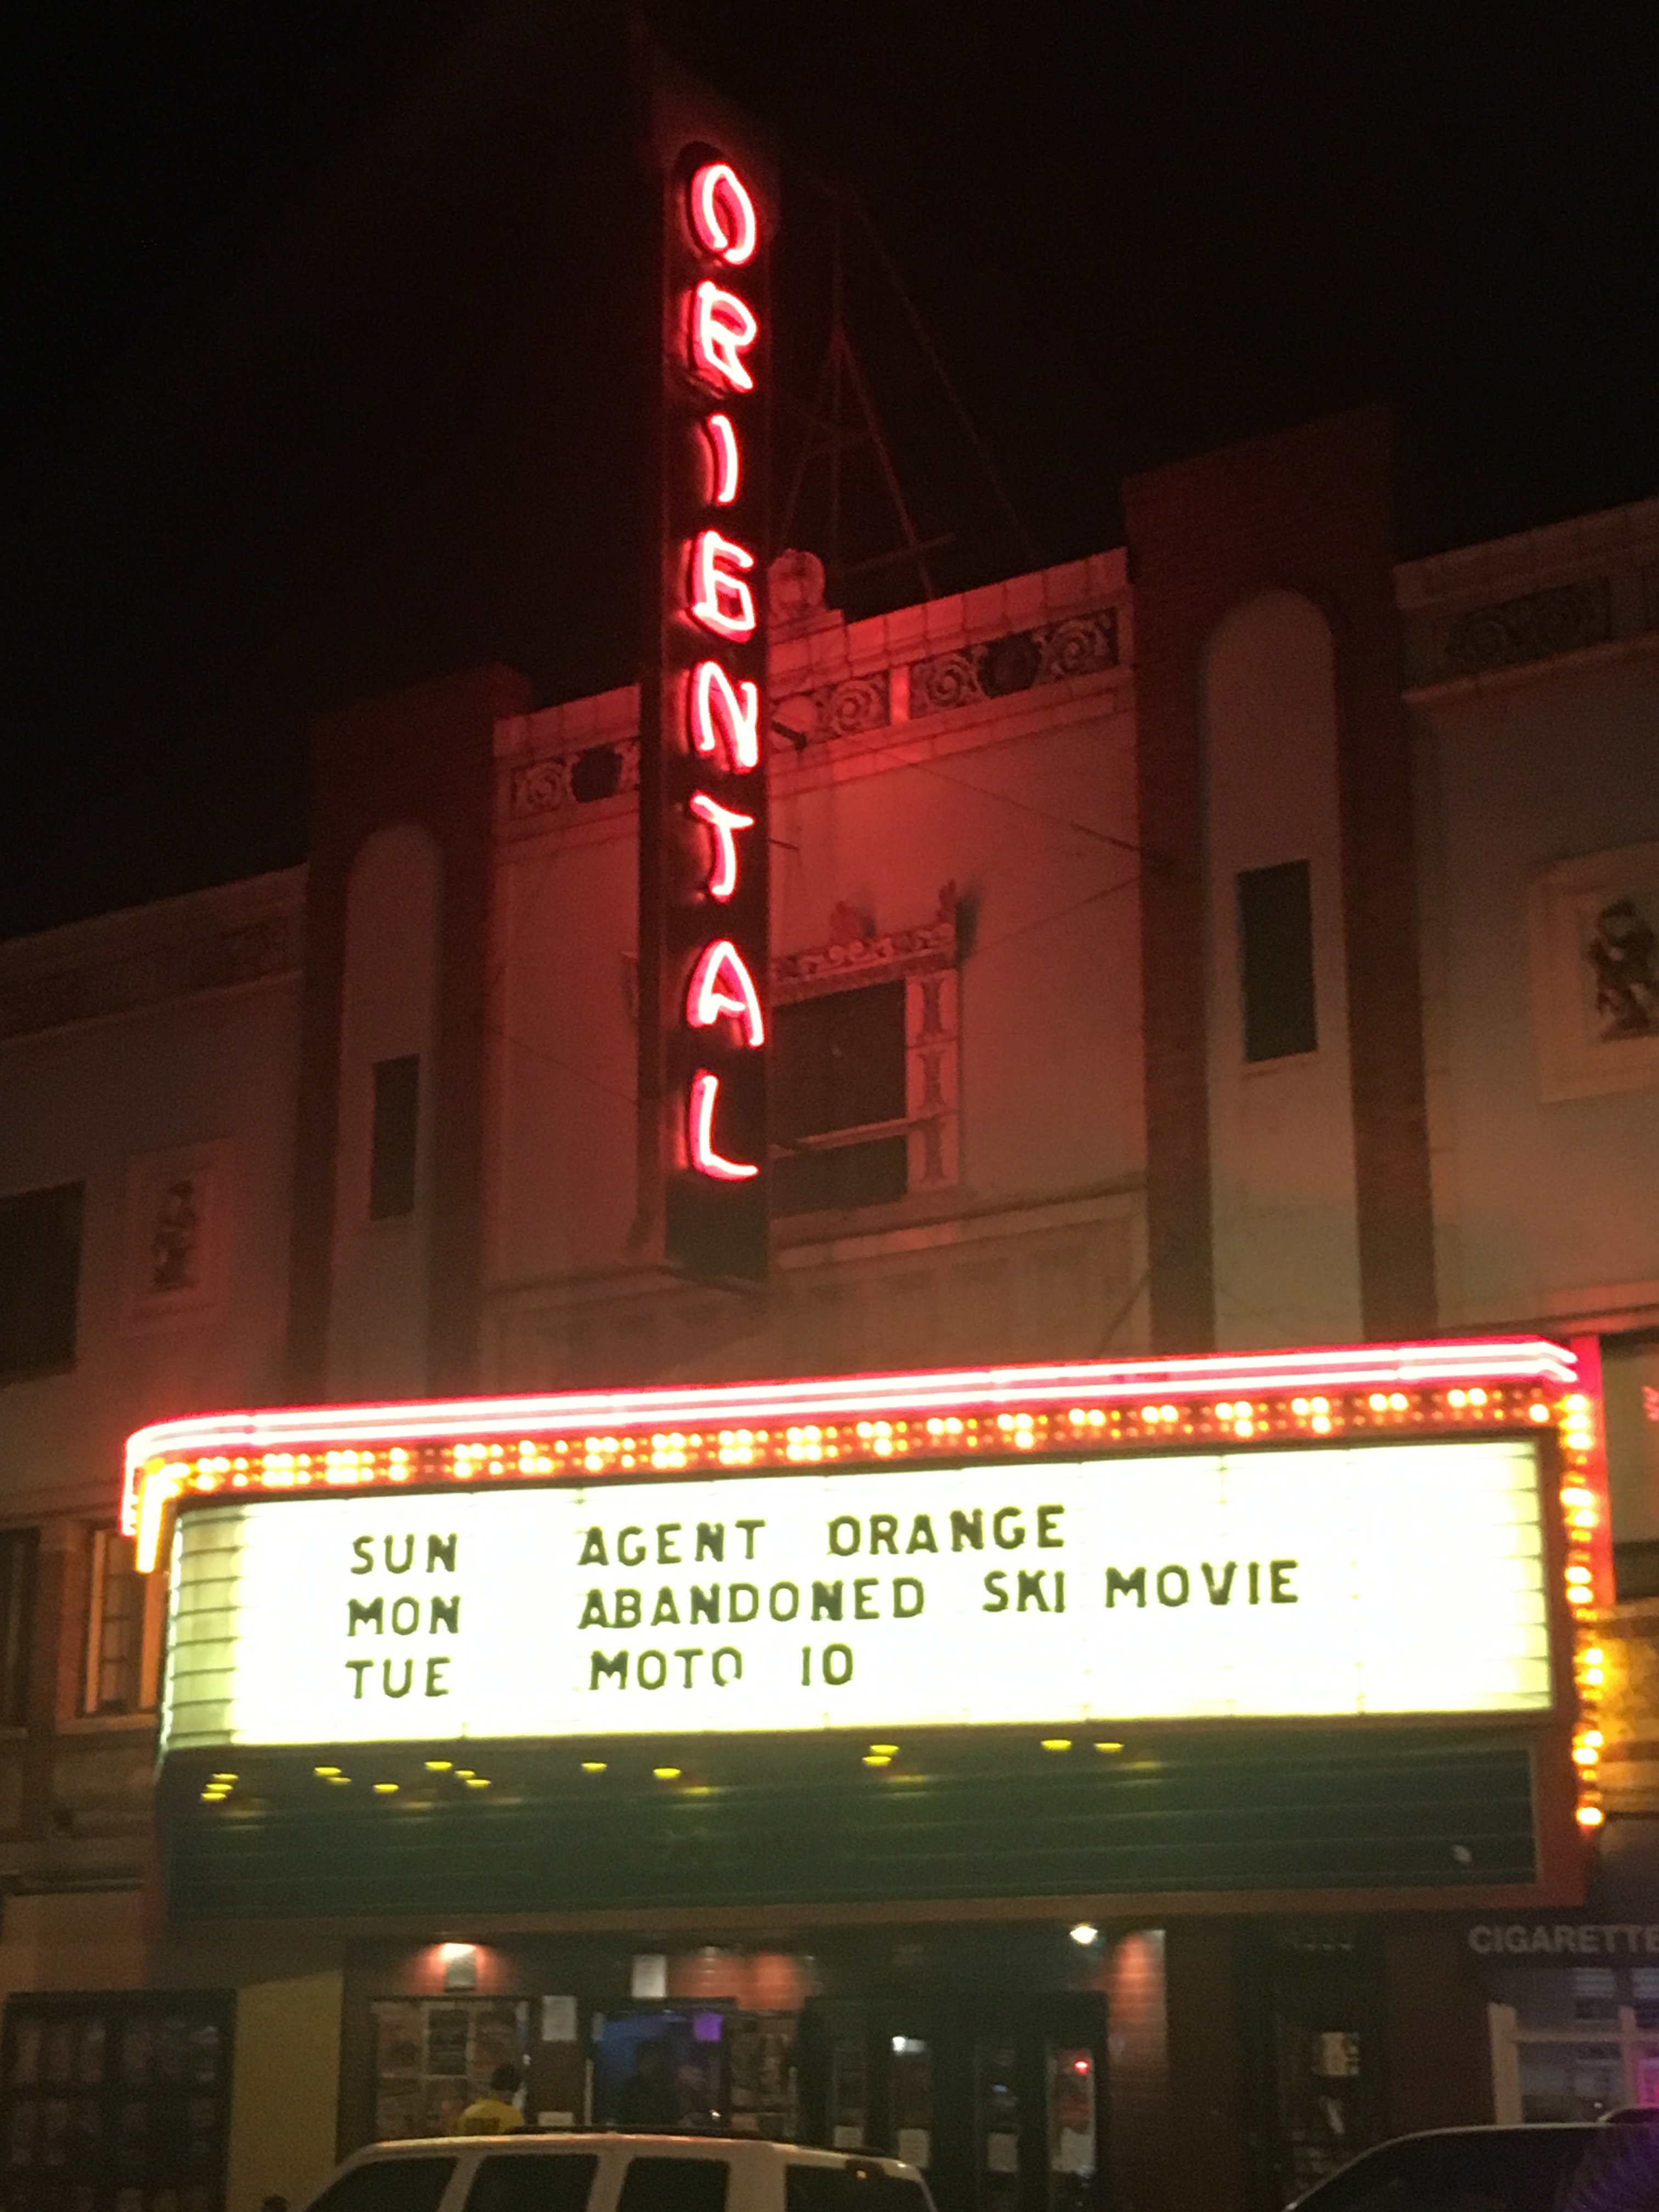 ORIENTAL
SUN AGENT ORANGE
MON ABANDONED SKI MOVIE
TUE MOTO 10
CIGARETTE